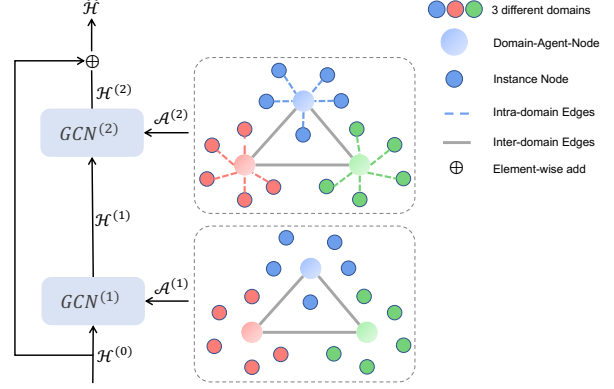 Ĥ
3 different domains
⊕
Domain-Agent-Node
ℋ⁽²⁾
𝒜⁽²⁾
Instance Node
GCN⁽²⁾
Intra-domain Edges
Inter-domain Edges
⊕ Element-wise add
ℋ⁽¹⁾
𝒜⁽¹⁾
GCN⁽¹⁾
ℋ⁽⁰⁾